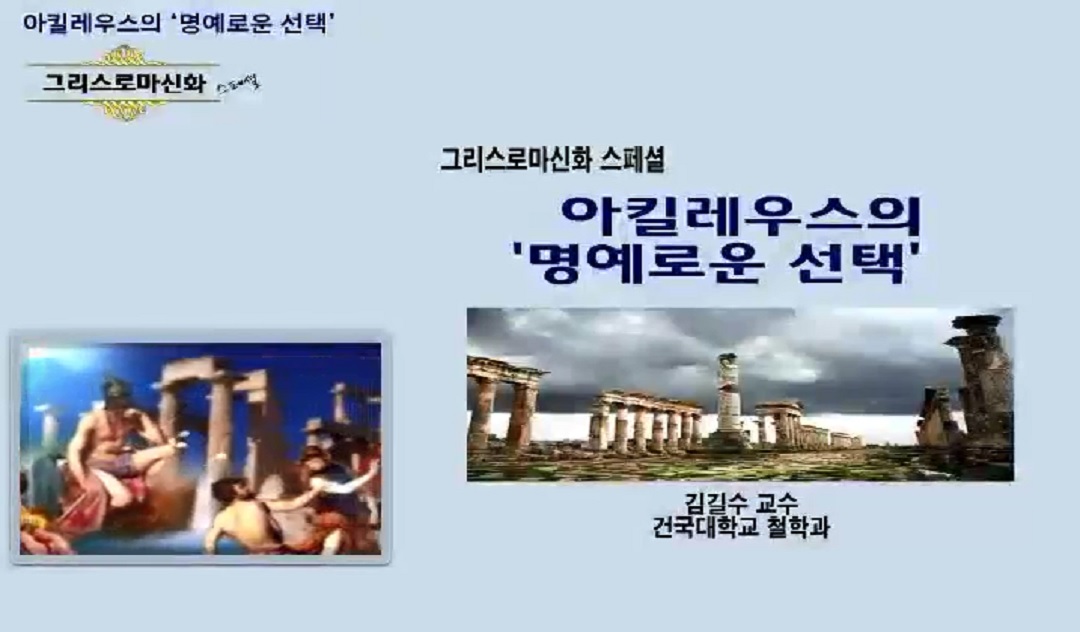 아킬레우스의 ‘명예로운 선택’
그리스로마신화 스페셜
그리스로마신화 스페셜
아킬레우스의
'명예로운 선택'
김길수 교수
건국대학교 철학과